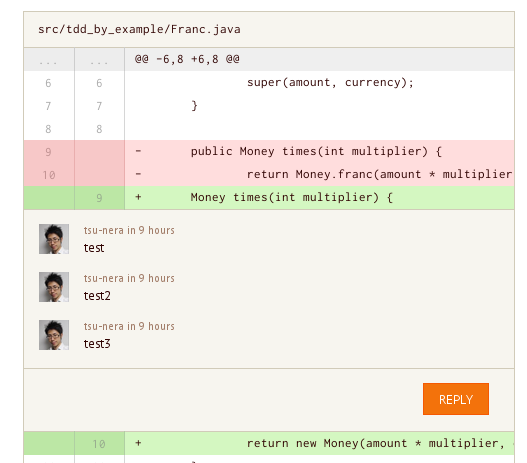 src/tdd_by_example/Franc.java
... ... @@ -6,8 +6,8 @@
6 6 super(amount, currency);
7 7 }
8 8
9 - public Money times(int multiplier) {
10 - return Money.franc(amount * multiplier
9 + Money times(int multiplier) {
tsu-nera in 9 hours
test
tsu-nera in 9 hours
test2
tsu-nera in 9 hours
test3
REPLY
10 + return new Money(amount * multiplier,